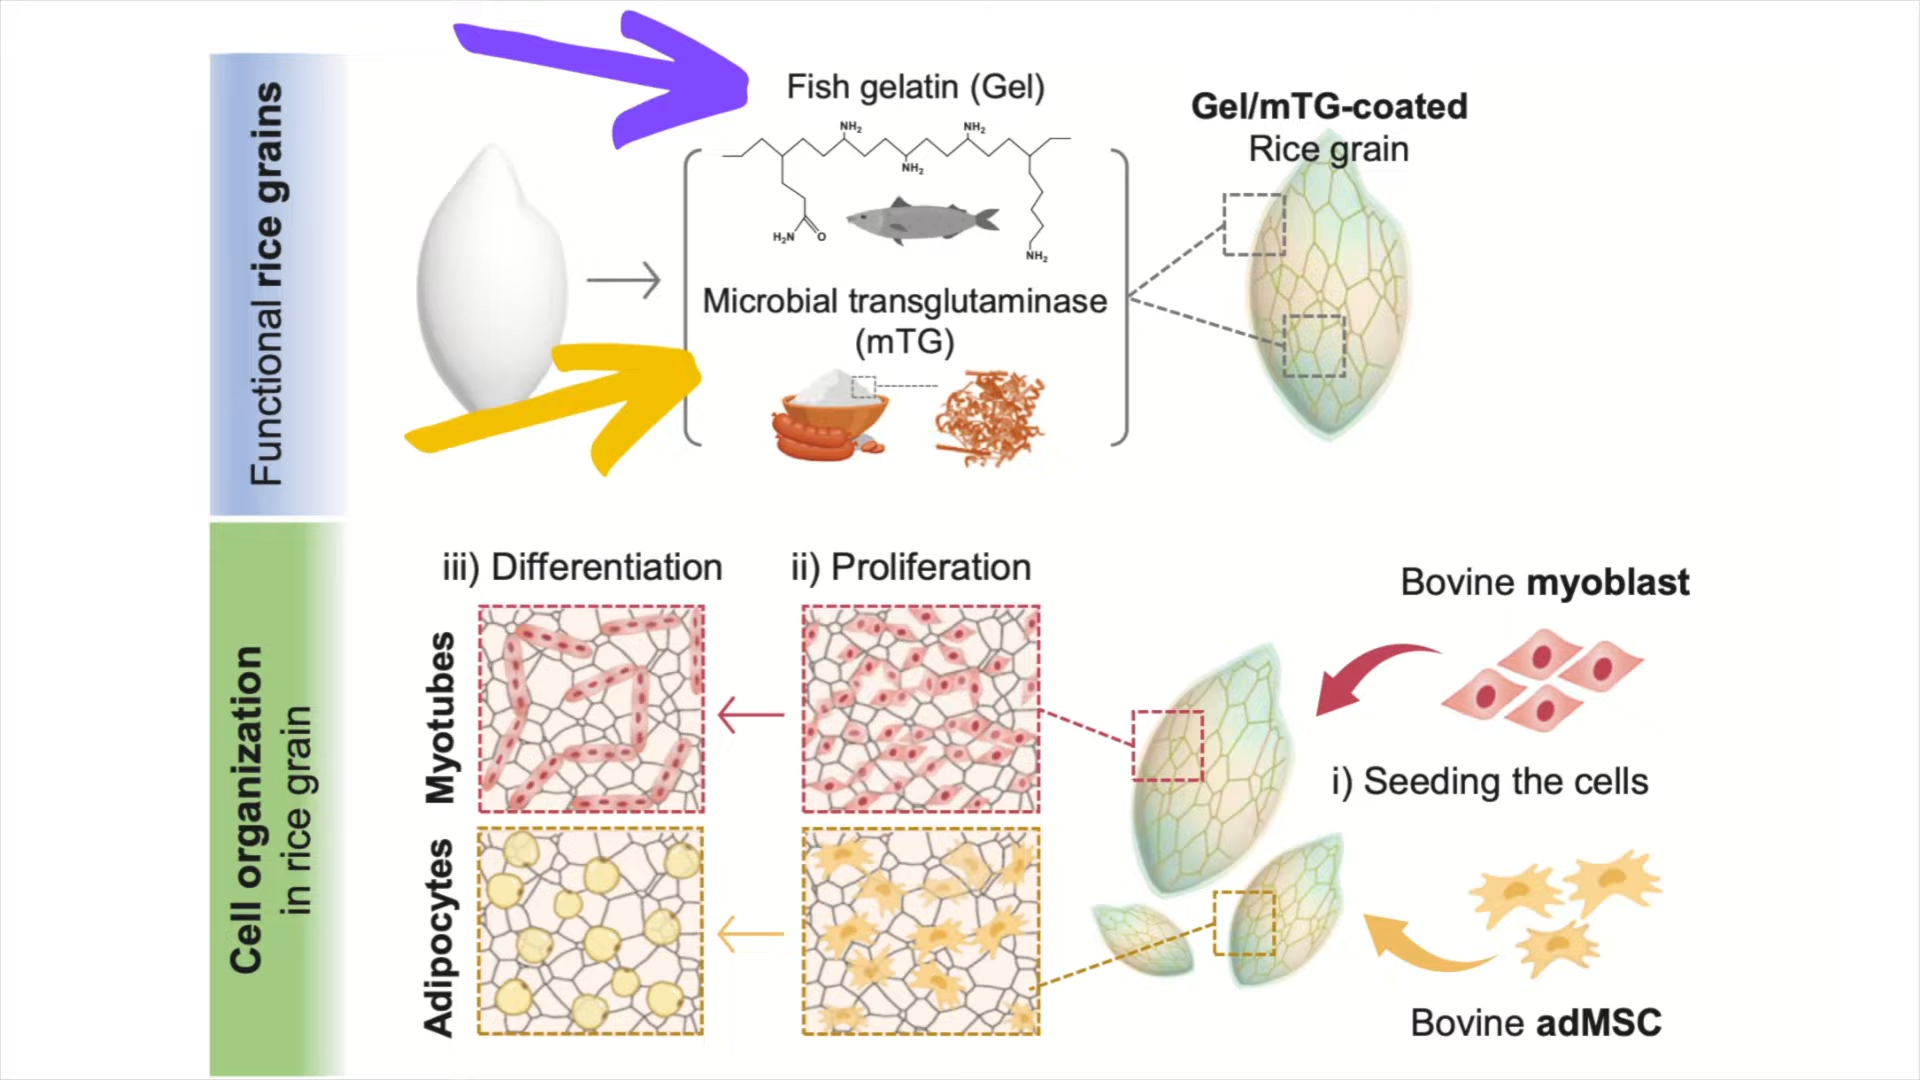 Functional rice grains
Fish gelatin (Gel)
NH₂
NH₂
NH₂
H₂N
O
NH₂
Microbial transglutaminase
(mTG)
Gel/mTG-coated
Rice grain
Cell organization
in rice grain
iii) Differentiation
ii) Proliferation
Myotubes
Adipocytes
Bovine myoblast
i) Seeding the cells
Bovine adMSC